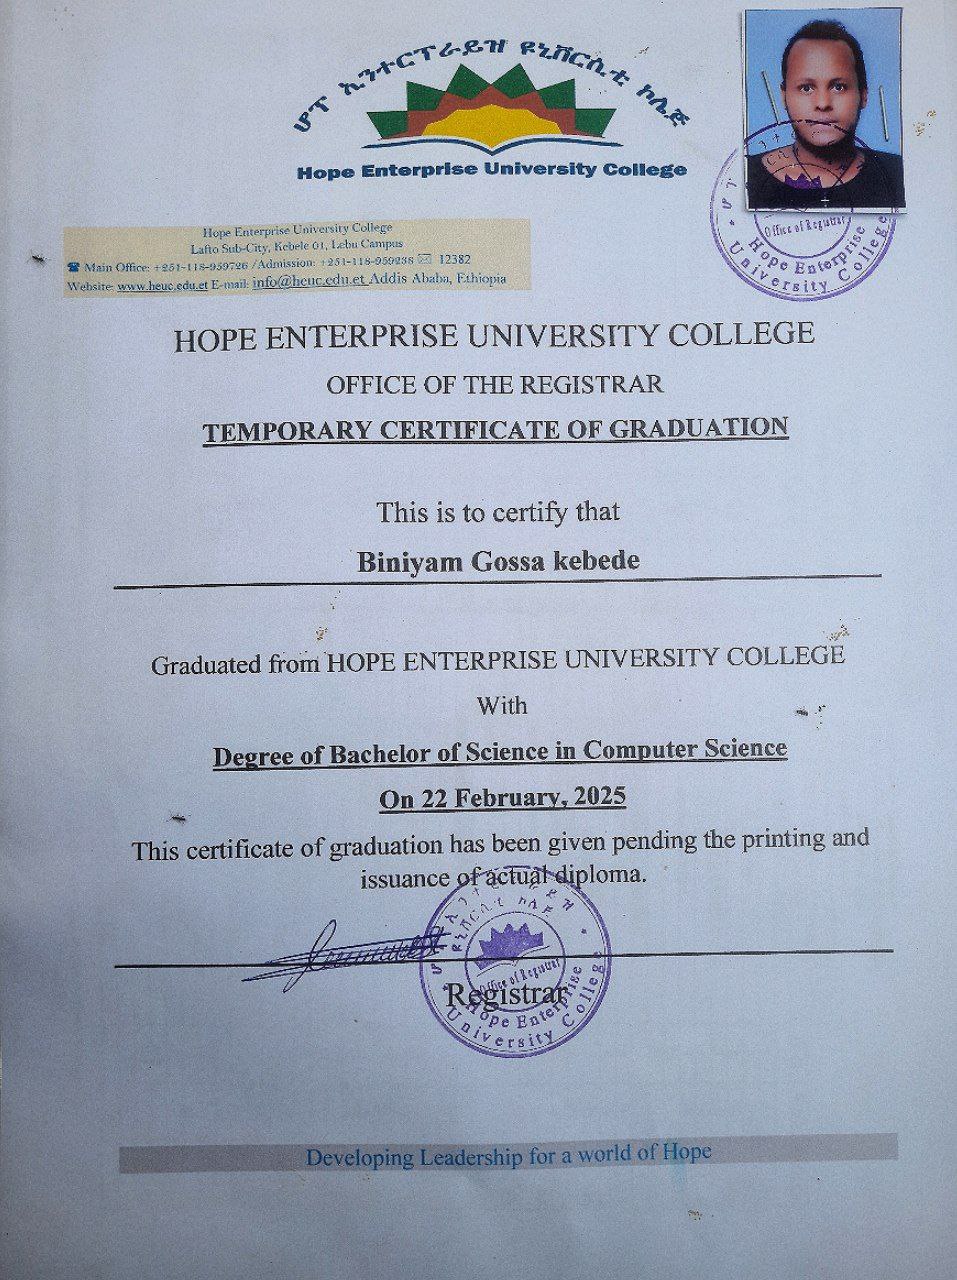 ሆፕ ኢንተርፕራይዝ ዩኒቨርሲቲ ኮሌጅ
Hope Enterprise University College
Office of Registrar
Hope Enterprise
University College
Hope Enterprise University College
Lafto Sub-City, Kebele 01, Lebu Campus
☎ Main Office: +251-118-959726 /Admission: +251-118-959238 ✉ 12382
Website: www.heuc.edu.et E-mail: info@heuc.edu.et Addis Ababa, Ethiopia
HOPE ENTERPRISE UNIVERSITY COLLEGE
OFFICE OF THE REGISTRAR
TEMPORARY CERTIFICATE OF GRADUATION
This is to certify that
Biniyam Gossa kebede
Graduated from HOPE ENTERPRISE UNIVERSITY COLLEGE
With
Degree of Bachelor of Science in Computer Science
On 22 February, 2025
This certificate of graduation has been given pending the printing and
issuance of actual diploma.
Office of Registrar
Registrar
Hope Enterprise
University College
Developing Leadership for a world of Hope